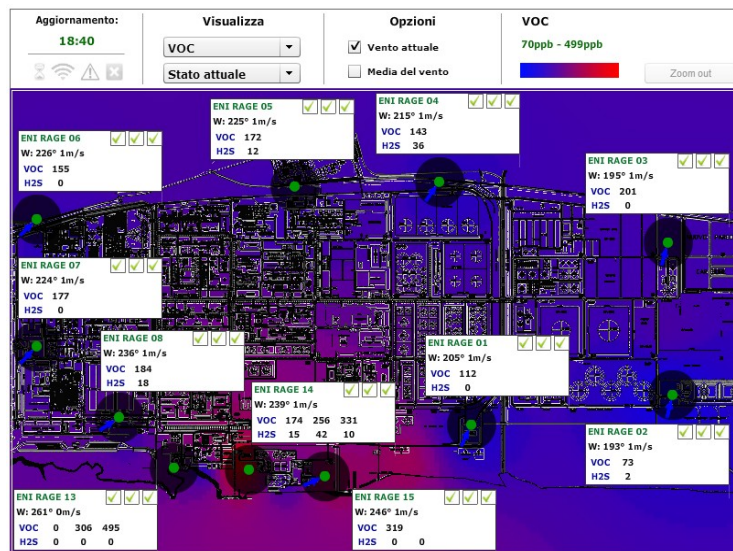 Aggiornamento:
18:40
Visualizza
VOC
Stato attuale
Opzioni
Vento attuale
Media del vento
VOC
70ppb - 499ppb
Zoom out
ENI RAGE 05
W: 225° 1m/s
VOC 172
H2S 12
ENI RAGE 04
W: 215° 1m/s
VOC 143
H2S 36
ENI RAGE 06
W: 226° 1m/s
VOC 155
H2S 0
ENI RAGE 03
W: 195° 1m/s
VOC 201
H2S 0
ENI RAGE 07
W: 224° 1m/s
VOC 177
H2S 0
ENI RAGE 08
W: 236° 1m/s
VOC 184
H2S 18
ENI RAGE 01
W: 205° 1m/s
VOC 112
H2S 0
ENI RAGE 14
W: 239° 1m/s
VOC 174 256 331
H2S 15 42 10
ENI RAGE 02
W: 193° 1m/s
VOC 73
H2S 2
ENI RAGE 13
W: 261° 0m/s
VOC 0 306 495
H2S 0 0 0
ENI RAGE 15
W: 246° 1m/s
VOC 319
H2S 0 0